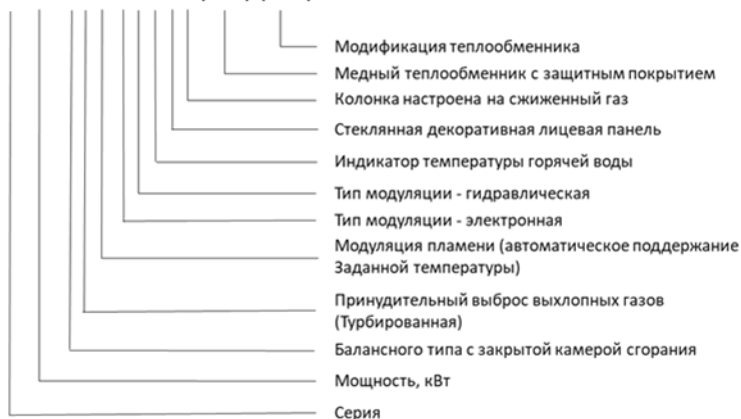 Модификация теплообменника
Медный теплообменник с защитным покрытием
Колонка настроена на сжиженный газ
Стеклянная декоративная лицевая панель
Индикатор температуры горячей воды
Тип модуляции - гидравлическая
Тип модуляции - электронная
Модуляция пламени (автоматическое поддержание
Заданной температуры)
Принудительный выброс выхлопных газов
(Турбированная)
Балансного типа с закрытой камерой сгорания
Мощность, кВт
Серия